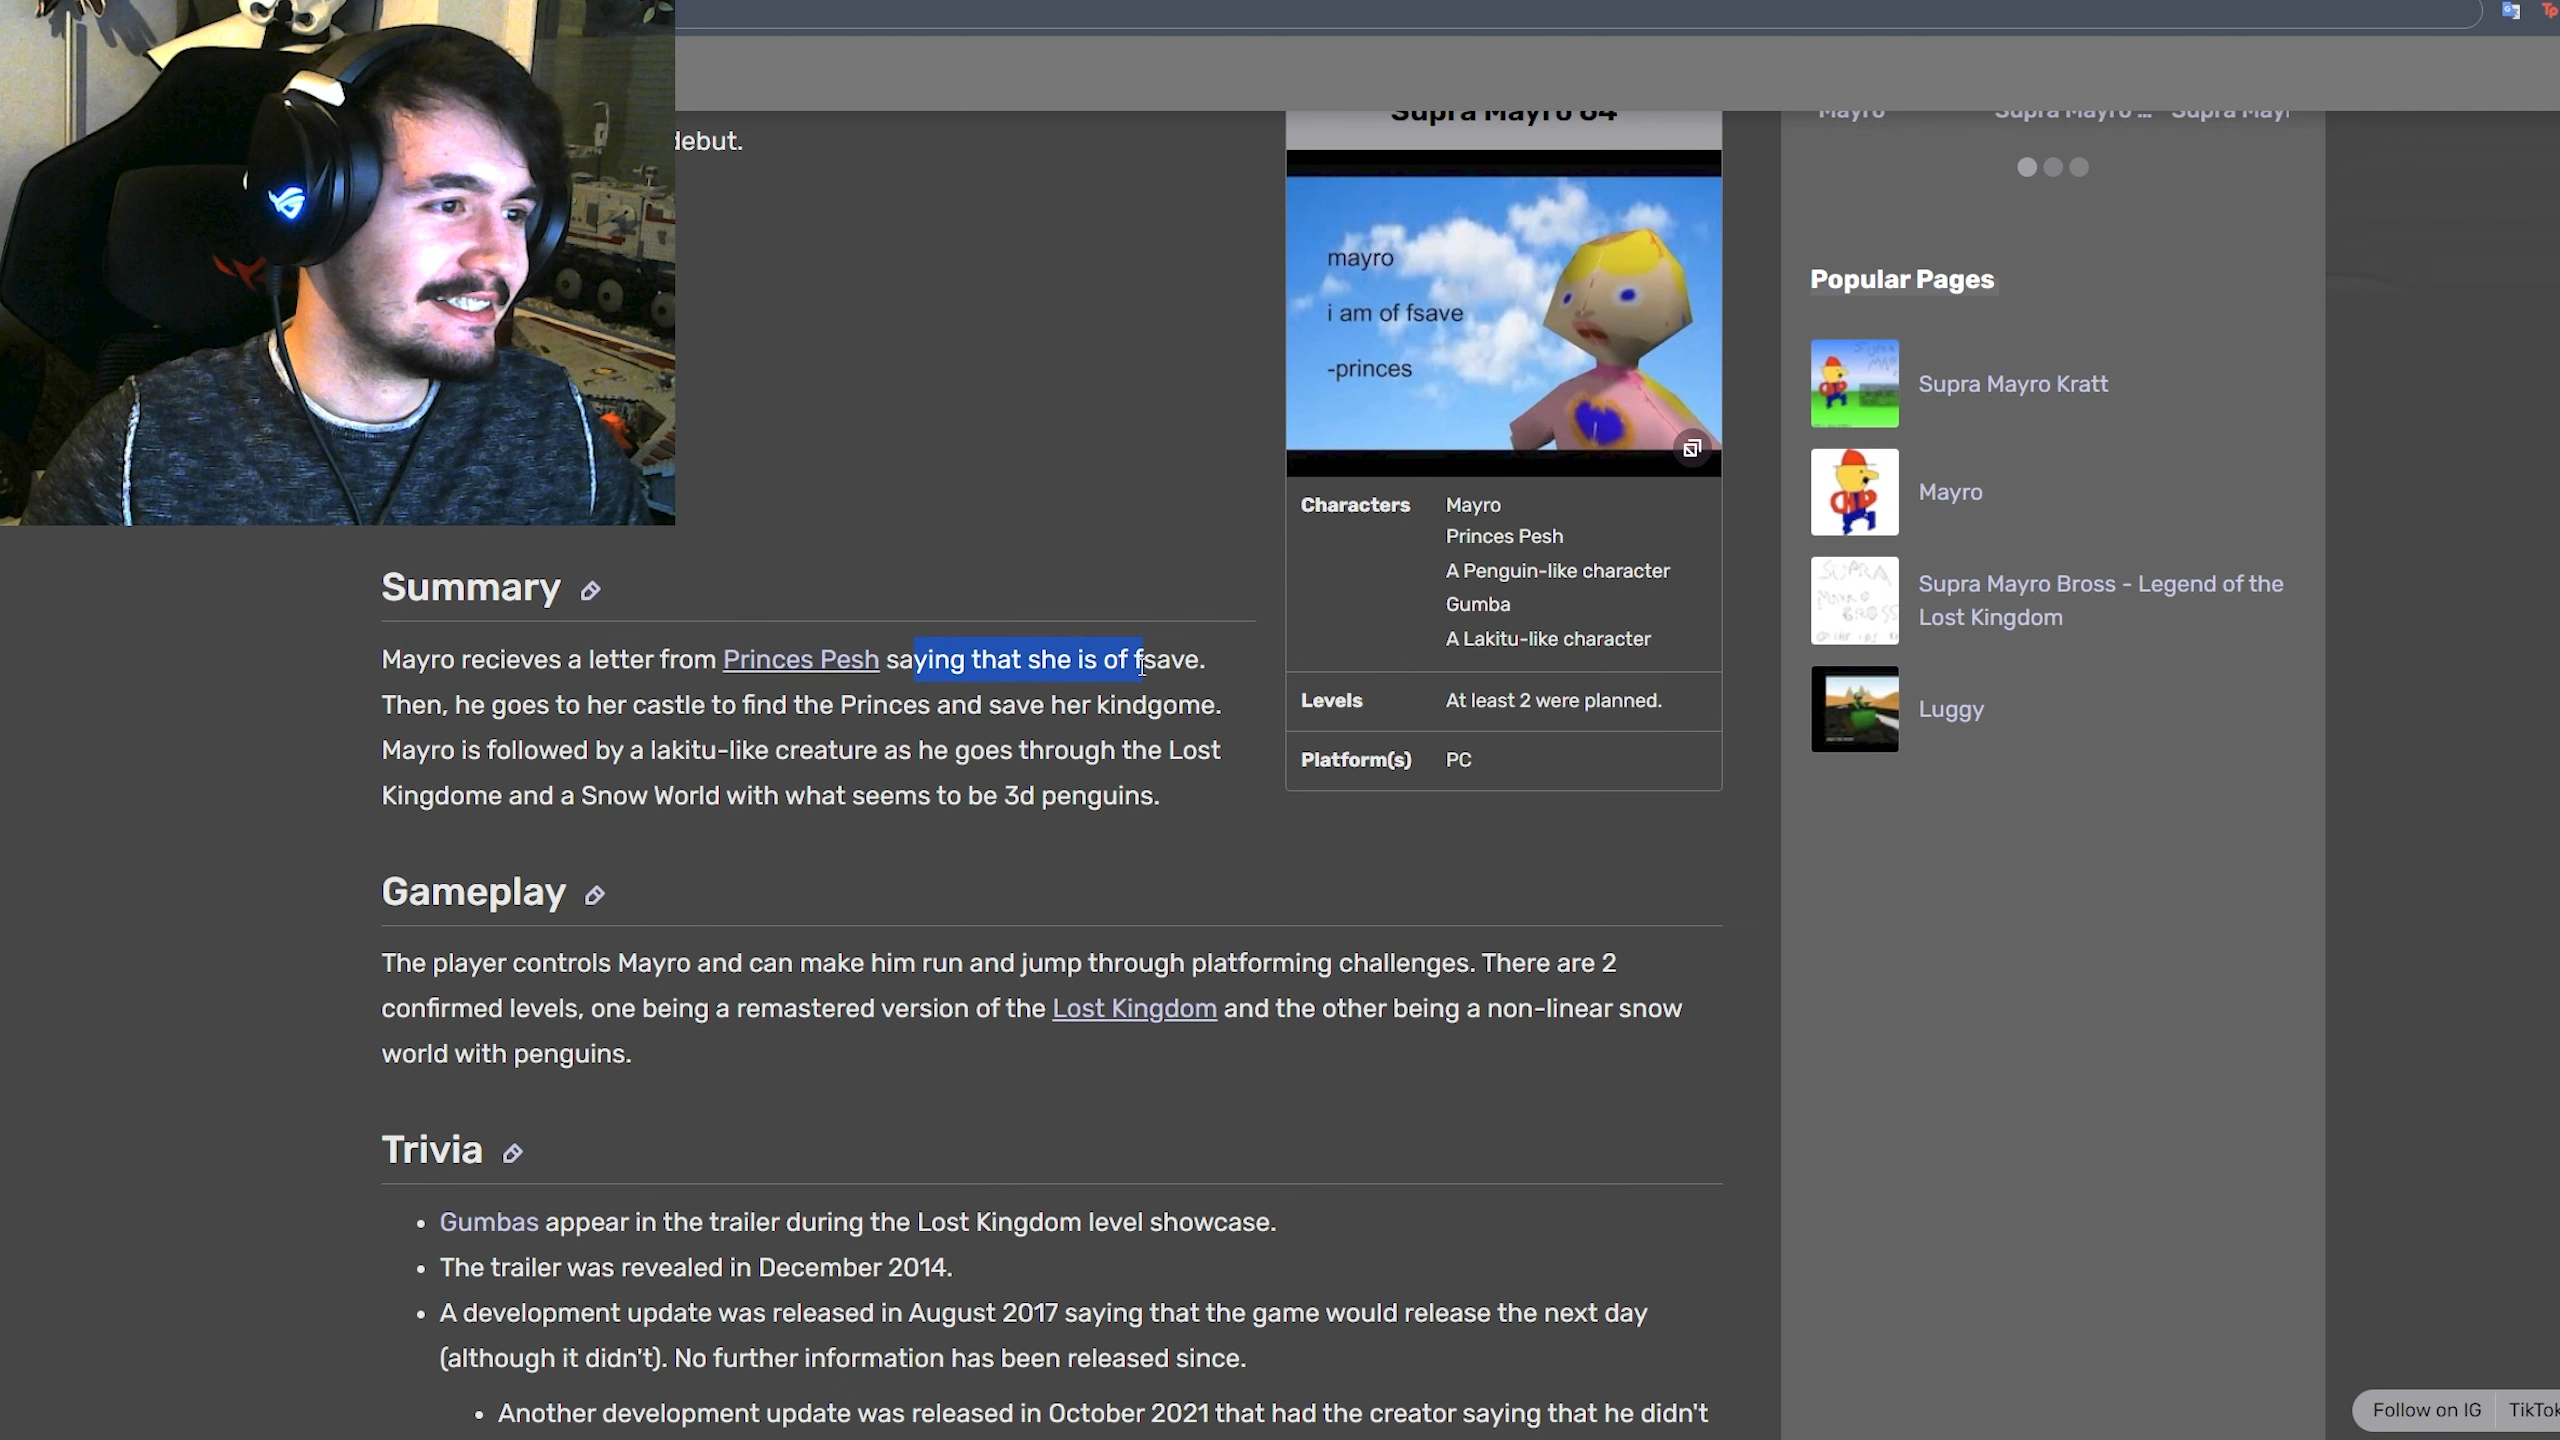 debut.
Supra Mayro 64
mayro
i am of fsave
-princes
Characters
Mayro
Princes Pesh
A Penguin-like character
Gumba
A Lakitu-like character
Levels
At least 2 were planned.
Platform(s)
PC
Summary
Mayro recieves a letter from Princes Pesh saying that she is of fsave.
Then, he goes to her castle to find the Princes and save her kindgome.
Mayro is followed by a lakitu-like creature as he goes through the Lost
Kingdome and a Snow World with what seems to be 3d penguins.
Gameplay
The player controls Mayro and can make him run and jump through platforming challenges. There are 2
confirmed levels, one being a remastered version of the Lost Kingdom and the other being a non-linear snow
world with penguins.
Trivia
• Gumbas appear in the trailer during the Lost Kingdom level showcase.
• The trailer was revealed in December 2014.
• A development update was released in August 2017 saying that the game would release the next day
(although it didn't). No further information has been released since.
• Another development update was released in October 2021 that had the creator saying that he didn't
Mayro
Supra Mayro ...
Supra Mayr
Popular Pages
Supra Mayro Kratt
Mayro
Supra Mayro Bross - Legend of the
Lost Kingdom
Luggy
Follow on IG
TikTok
Tp